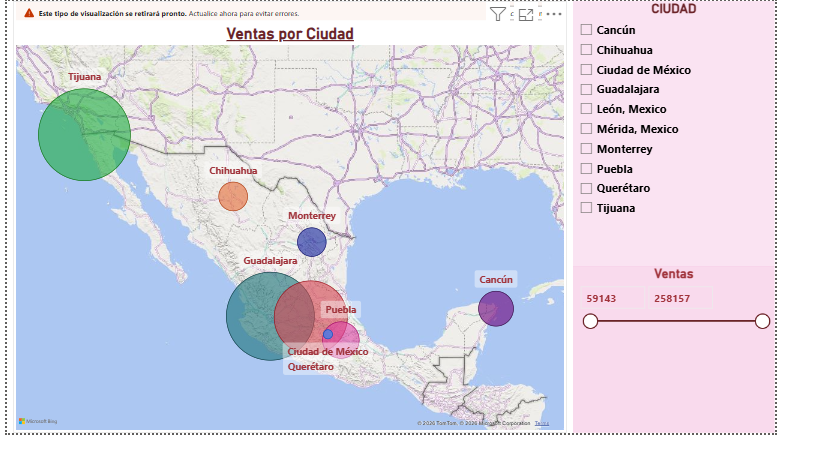 Este tipo de visualización se retirará pronto. Actualice ahora para evitar errores.
Ventas por Ciudad
Tijuana
Chihuahua
Monterrey
Guadalajara
Cancún
Puebla
Ciudad de México
Querétaro
Microsoft Bing
© 2026 TomTom, © 2026 Microsoft Corporation Terms
CIUDAD
Cancún
Chihuahua
Ciudad de México
Guadalajara
León, Mexico
Mérida, Mexico
Monterrey
Puebla
Querétaro
Tijuana
Ventas
59143 258157